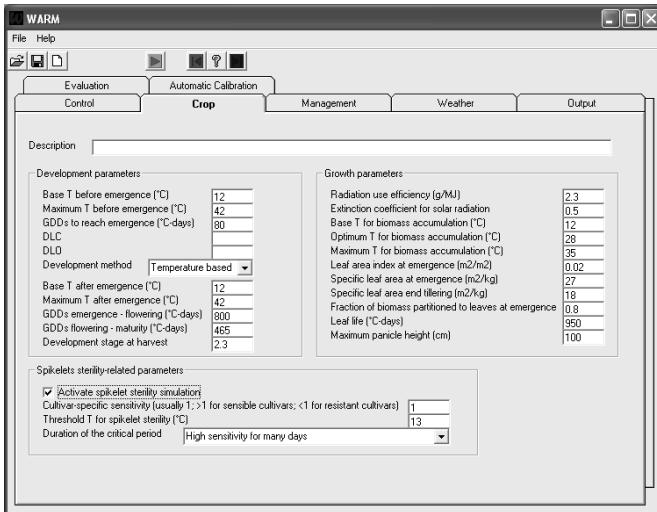 WARM
File Help
Evaluation Automatic Calibration
Control Crop Management Weather Output
Description
Development parameters
Base T before emergence (°C) 12
Maximum T before emergence (°C) 42
GDDs to reach emergence (°C-days) 80
DLC
DLO
Development method Temperature based
Base T after emergence (°C) 12
Maximum T after emergence (°C) 42
GDDs emergence - flowering (°C-days) 800
GDDs flowering - maturity (°C-days) 465
Development stage at harvest 2.3
Growth parameters
Radiation use efficiency (g/MJ) 2.3
Extinction coefficient for solar radiation 0.5
Base T for biomass accumulation (°C) 12
Optimum T for biomass accumulation (°C) 28
Maximum T for biomass accumulation (°C) 35
Leaf area index at emergence (m2/m2) 0.02
Specific leaf area at emergence (m2/kg) 27
Specific leaf area end tillering (m2/kg) 18
Fraction of biomass partitioned to leaves at emergence 0.8
Leaf life (°C-days) 950
Maximum panicle height (cm) 100
Spikelets sterility-related parameters
Activate spikelet sterility simulation
Cultivar-specific sensitivity (usually 1; >1 for sensible cultivars; <1 for resistant cultivars) 1
Threshold T for spikelet sterility (°C) 13
Duration of the critical period High sensitivity for many days